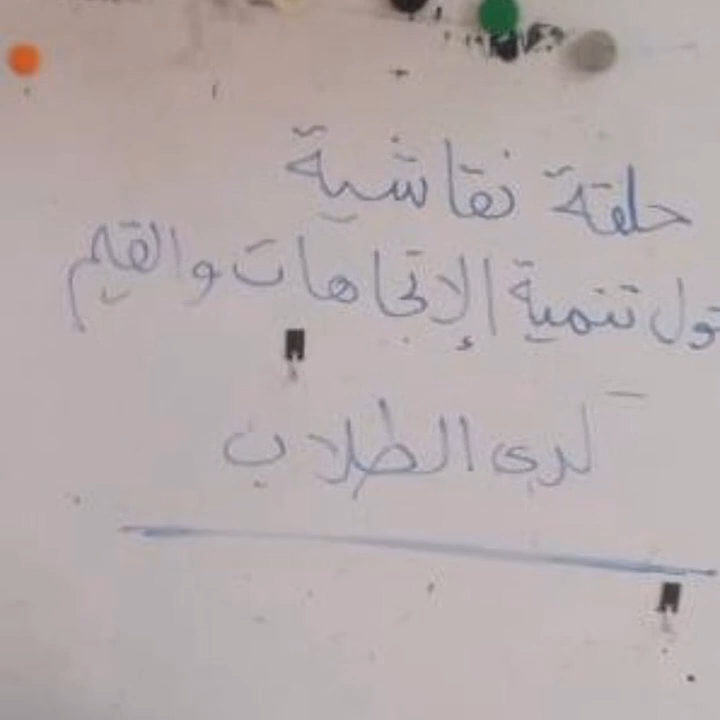 حلقة نقاشية
حول تنمية الإتجاهات والقيم
لدى الطلاب